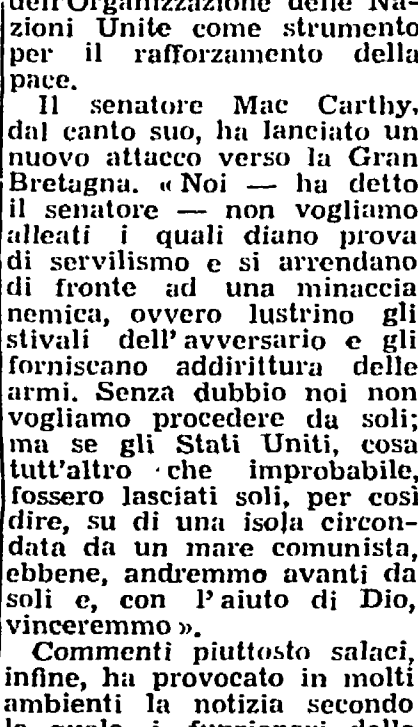 dell'Organizzazione delle Na-
zioni Unite come strumento
per il rafforzamento della
pace.
Il senatore Mac Carthy,
dal canto suo, ha lanciato un
nuovo attacco verso la Gran
Bretagna. « Noi — ha detto
il senatore — non vogliamo
alleati i quali diano prova
di servilismo e si arrendano
di fronte ad una minaccia
nemica, ovvero lustrino gli
stivali dell'avversario e gli
forniscano addirittura delle
armi. Senza dubbio noi non
vogliamo procedere da soli;
ma se gli Stati Uniti, cosa
tutt'altro che improbabile,
fossero lasciati soli, per così
dire, su di una isola circon-
data da un mare comunista,
ebbene, andremmo avanti da
soli e, con l'aiuto di Dio,
vinceremmo ».
Commenti piuttosto salaci,
infine, ha provocato in molti
ambienti la notizia secondo
la quale i funzionari della